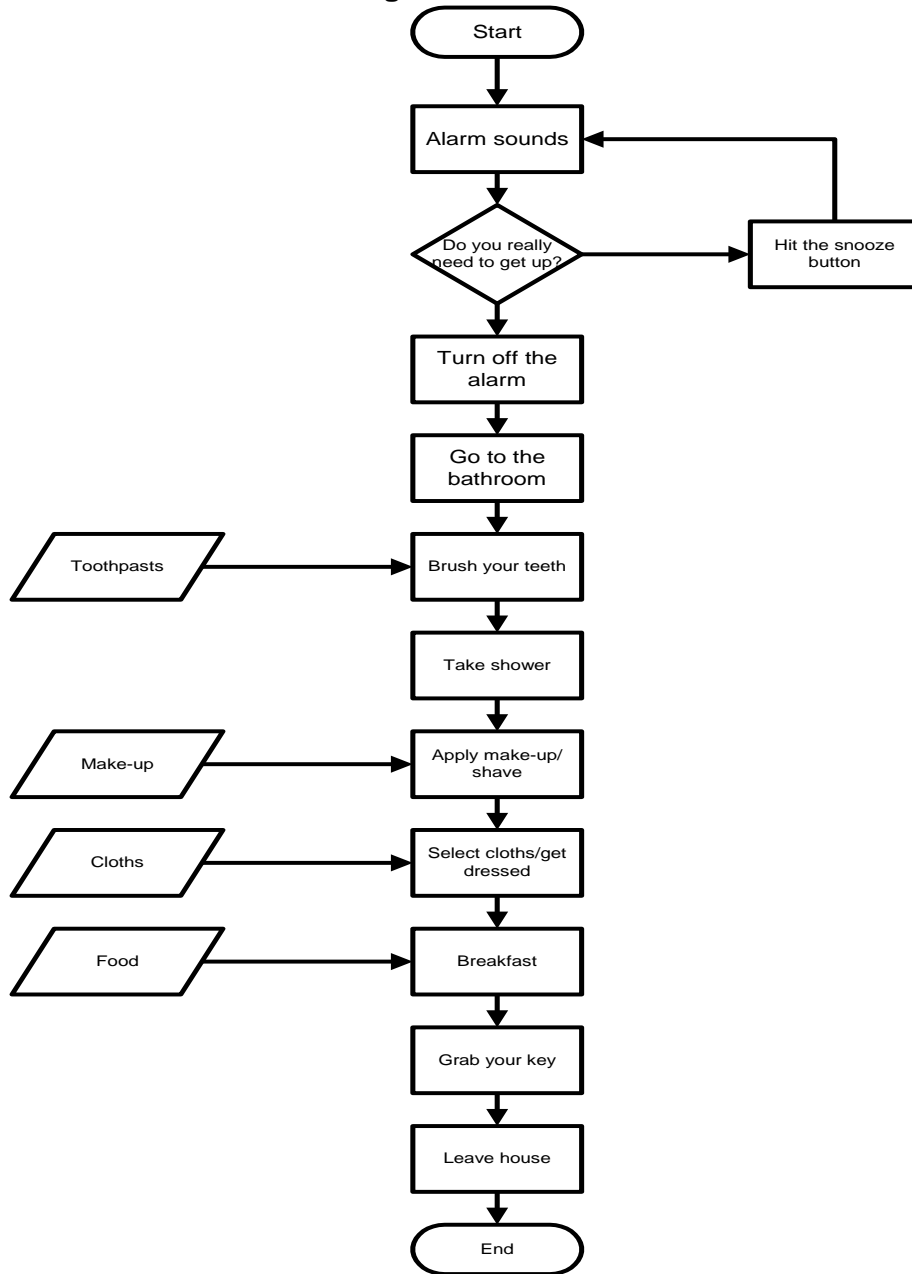 Start
Alarm sounds
Do you really
need to get up?
Hit the snooze
button
Turn off the
alarm
Go to the
bathroom
Toothpasts
Brush your teeth
Take shower
Make-up
Apply make-up/
shave
Cloths
Select cloths/get
dressed
Food
Breakfast
Grab your key
Leave house
End